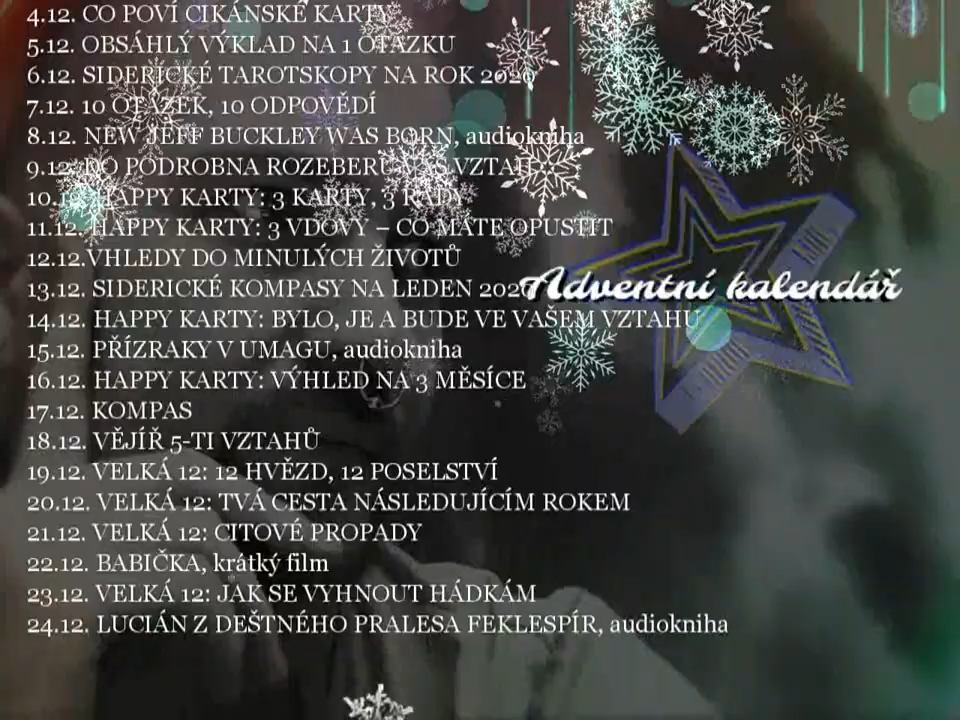 4.12. CO POVÍ CIKÁNSKÉ KARTY
5.12. OBSÁHLÝ VÝKLAD NA 1 OTÁZKU
6.12. SIDERICKÉ TAROTSKOPY NA ROK 2026
7.12. 10 OTÁZEK, 10 ODPOVĚDÍ
8.12. NEW JEFF BUCKLEY WAS BORN, audiokniha
9.12. DO PODROBNA ROZEBERU VÁŠ VZTAH
10.12. HAPPY KARTY: 3 KARTY, 3 RADY
11.12. HAPPY KARTY: 3 VDOVY – CO MÁTE OPUSTIT
12.12.VHLEDY DO MINULÝCH ŽIVOTŮ
13.12. SIDERICKÉ KOMPASY NA LEDEN 2026
Adventní kalendář
14.12. HAPPY KARTY: BYLO, JE A BUDE VE VAŠEM VZTAHU
15.12. PŘÍZRAKY V UMAGU, audiokniha
16.12. HAPPY KARTY: VÝHLED NA 3 MĚSÍCE
17.12. KOMPAS
18.12. VĚJÍŘ 5-TI VZTAHŮ
19.12. VELKÁ 12: 12 HVĚZD, 12 POSELSTVÍ
20.12. VELKÁ 12: TVÁ CESTA NÁSLEDUJÍCÍM ROKEM
21.12. VELKÁ 12: CITOVÉ PROPADY
22.12. BABIČKA, krátký film
23.12. VELKÁ 12: JAK SE VYHNOUT HÁDKÁM
24.12. LUCIÁN Z DEŠTNÉHO PRALESA FEKLESPÍR, audiokniha